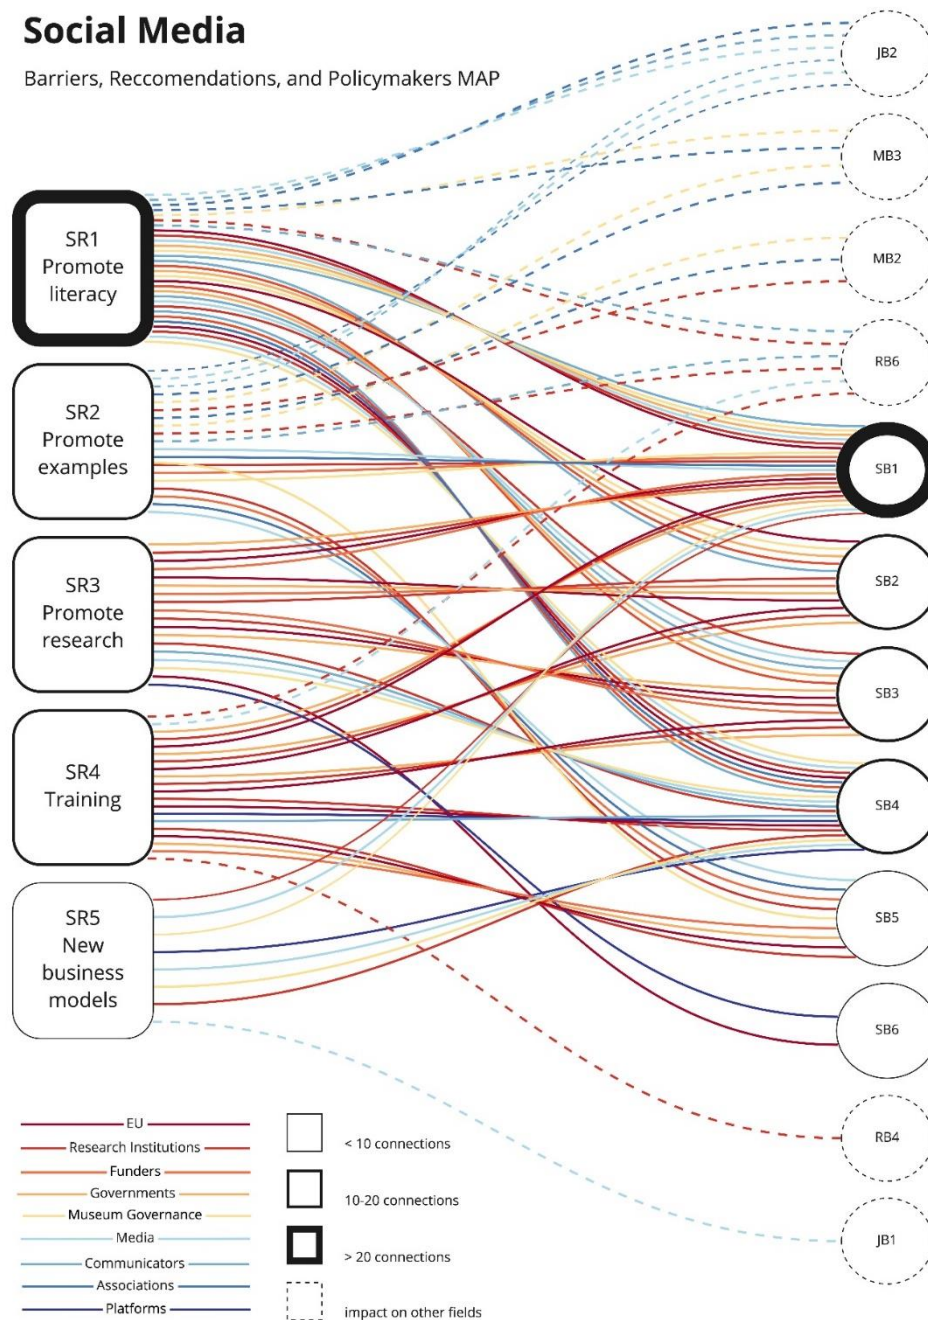 Social Media
Barriers, Reccomendations, and Policymakers MAP
SR1
Promote
literacy
SR2
Promote
examples
SR3
Promote
research
SR4
Training
SR5
New
business
models
JB2
MB3
MB2
RB6
SB1
SB2
SB3
SB4
SB5
SB6
RB4
JB1
EU
Research Institutions
Funders
Governments
Museum Governance
Media
Communicators
Associations
Platforms
< 10 connections
10-20 connections
> 20 connections
impact on other fields